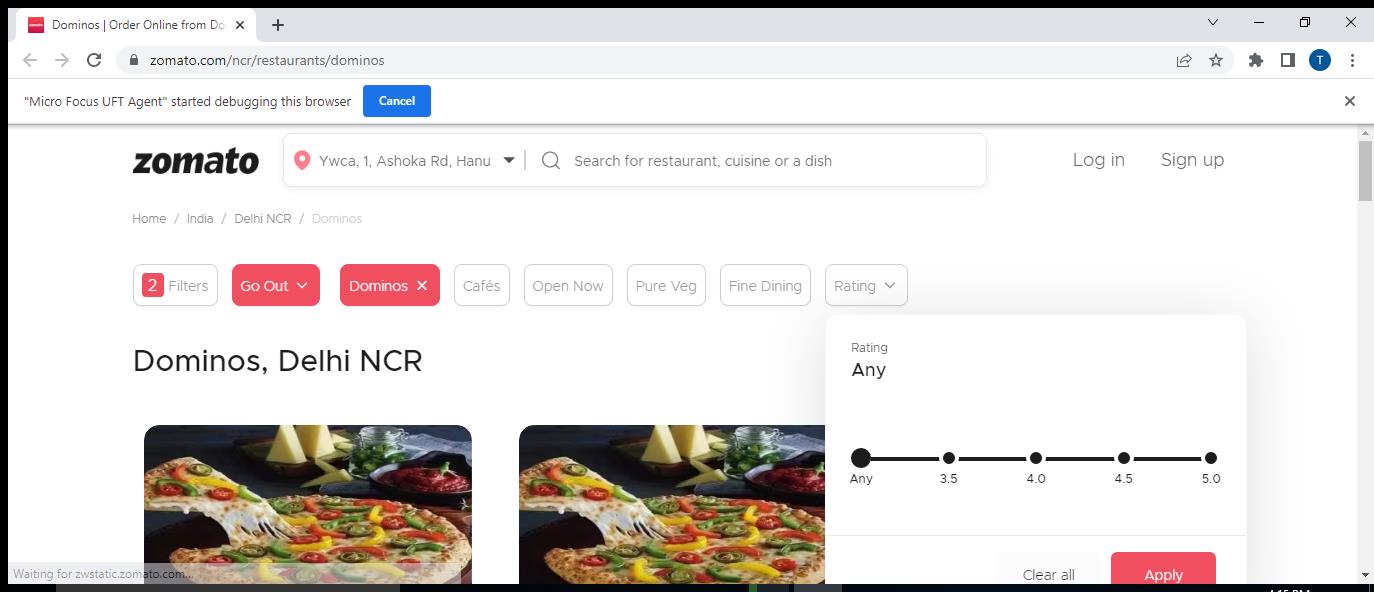 Dominos | Order Online from Do
zomato.com/ncr/restaurants/dominos
T
"Micro Focus UFT Agent" started debugging this browser
Cancel
zomato
Ywca, 1, Ashoka Rd, Hanu
Search for restaurant, cuisine or a dish
Log in
Sign up
Home / India / Delhi NCR / Dominos
2 Filters
Go Out
Dominos
Cafés
Open Now
Pure Veg
Fine Dining
Rating
Dominos, Delhi NCR
Rating
Any
Any 3.5 4.0 4.5 5.0
Clear all
Apply
Waiting for zwstatic.zomato.com...